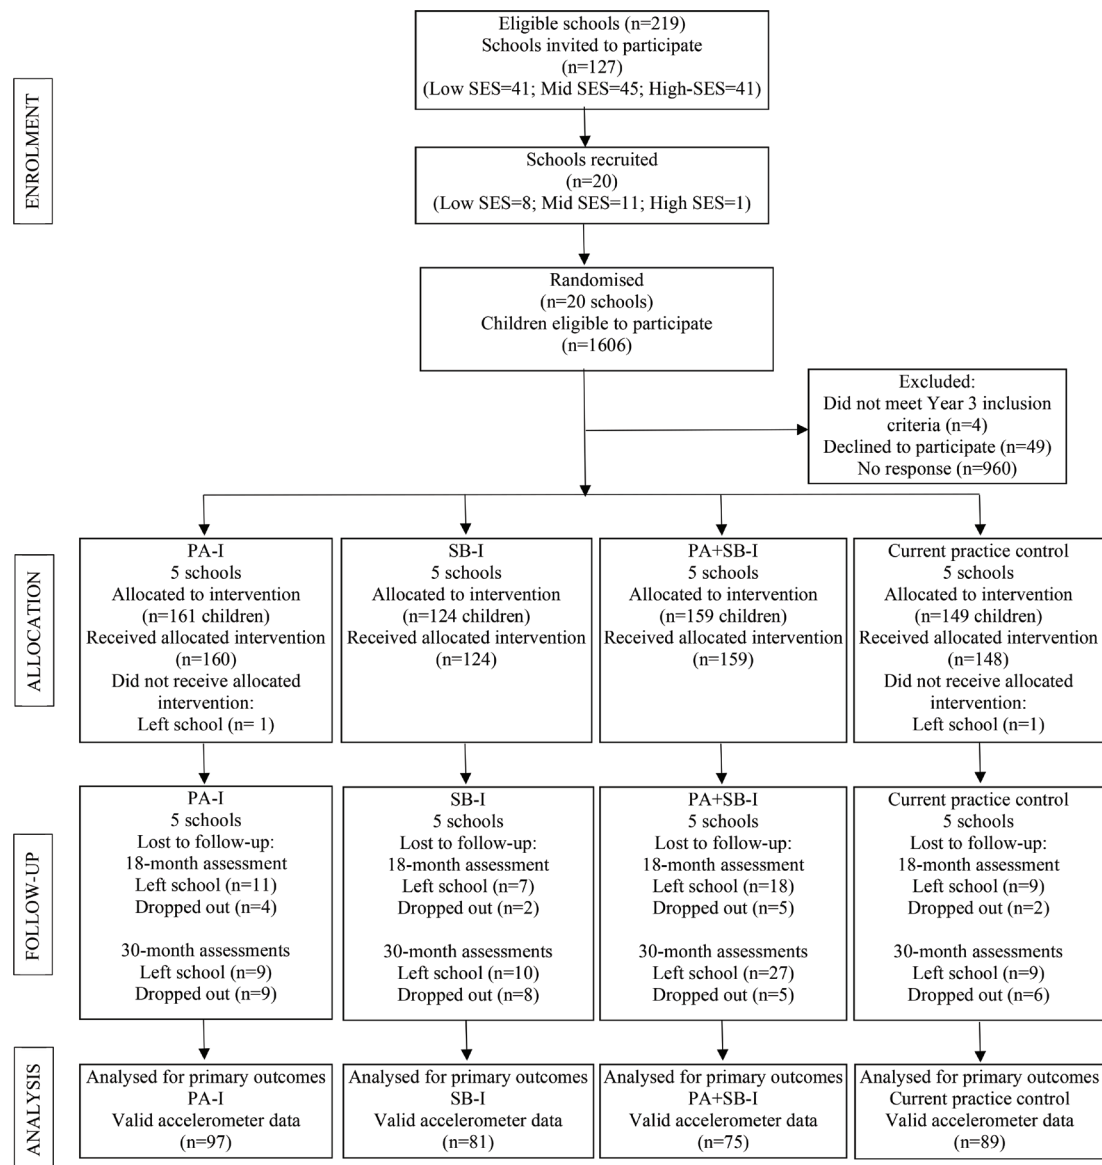 ENROLMENT
Eligible schools (n=219)
Schools invited to participate
(n=127)
(Low SES=41; Mid SES=45; High-SES=41)
Schools recruited
(n=20)
(Low SES=8; Mid SES=11; High SES=1)
Randomised
(n=20 schools)
Children eligible to participate
(n=1606)
Excluded:
Did not meet Year 3 inclusion
criteria (n=4)
Declined to participate (n=49)
No response (n=960)
ALLOCATION
PA-I
5 schools
Allocated to intervention
(n=161 children)
Received allocated intervention
(n=160)
Did not receive allocated
intervention:
Left school (n= 1)
SB-I
5 schools
Allocated to intervention
(n=124 children)
Received allocated intervention
(n=124)
PA+SB-I
5 schools
Allocated to intervention
(n=159 children)
Received allocated intervention
(n=159)
Current practice control
5 schools
Allocated to intervention
(n=149 children)
Received allocated intervention
(n=148)
Did not receive allocated
intervention:
Left school (n=1)
FOLLOW-UP
PA-I
5 schools
Lost to follow-up:
18-month assessment
Left school (n=11)
Dropped out (n=4)
30-month assessments
Left school (n=9)
Dropped out (n=9)
SB-I
5 schools
Lost to follow-up:
18-month assessment
Left school (n=7)
Dropped out (n=2)
30-month assessments
Left school (n=10)
Dropped out (n=8)
PA+SB-I
5 schools
Lost to follow-up:
18-month assessment
Left school (n=18)
Dropped out (n=5)
30-month assessments
Left school (n=27)
Dropped out (n=5)
Current practice control
5 schools
Lost to follow-up:
18-month assessment
Left school (n=9)
Dropped out (n=2)
30-month assessments
Left school (n=9)
Dropped out (n=6)
ANALYSIS
Analysed for primary outcomes
PA-I
Valid accelerometer data
(n=97)
Analysed for primary outcomes
SB-I
Valid accelerometer data
(n=81)
Analysed for primary outcomes
PA+SB-I
Valid accelerometer data
(n=75)
Analysed for primary outcomes
Current practice control
Valid accelerometer data
(n=89)